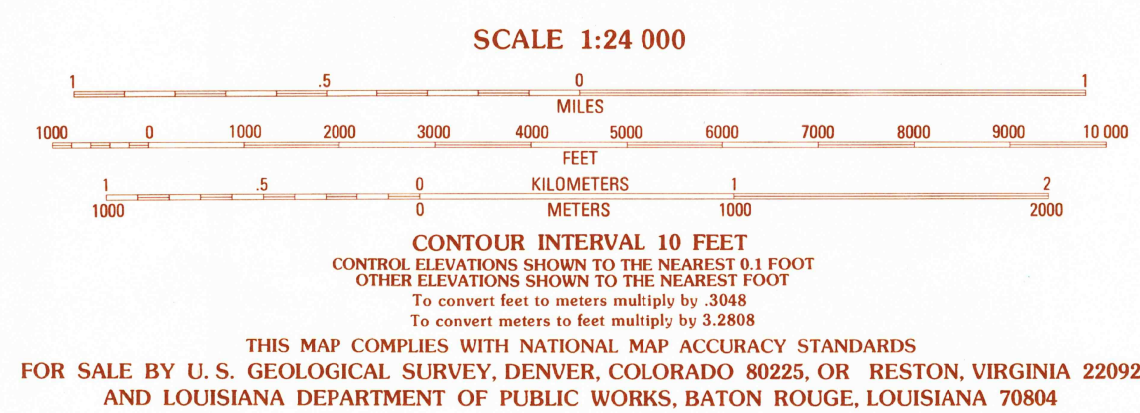 SCALE 1:24 000
1 .5 0 1
MILES
1000 0 1000 2000 3000 4000 5000 6000 7000 8000 9000 10 000
FEET
1 .5 0 KILOMETERS 1 2
1000 0 METERS 1000 2000
CONTOUR INTERVAL 10 FEET
CONTROL ELEVATIONS SHOWN TO THE NEAREST 0.1 FOOT
OTHER ELEVATIONS SHOWN TO THE NEAREST FOOT
To convert feet to meters multiply by .3048
To convert meters to feet multiply by 3.2808
THIS MAP COMPLIES WITH NATIONAL MAP ACCURACY STANDARDS
FOR SALE BY U. S. GEOLOGICAL SURVEY, DENVER, COLORADO 80225, OR RESTON, VIRGINIA 22092
AND LOUISIANA DEPARTMENT OF PUBLIC WORKS, BATON ROUGE, LOUISIANA 70804